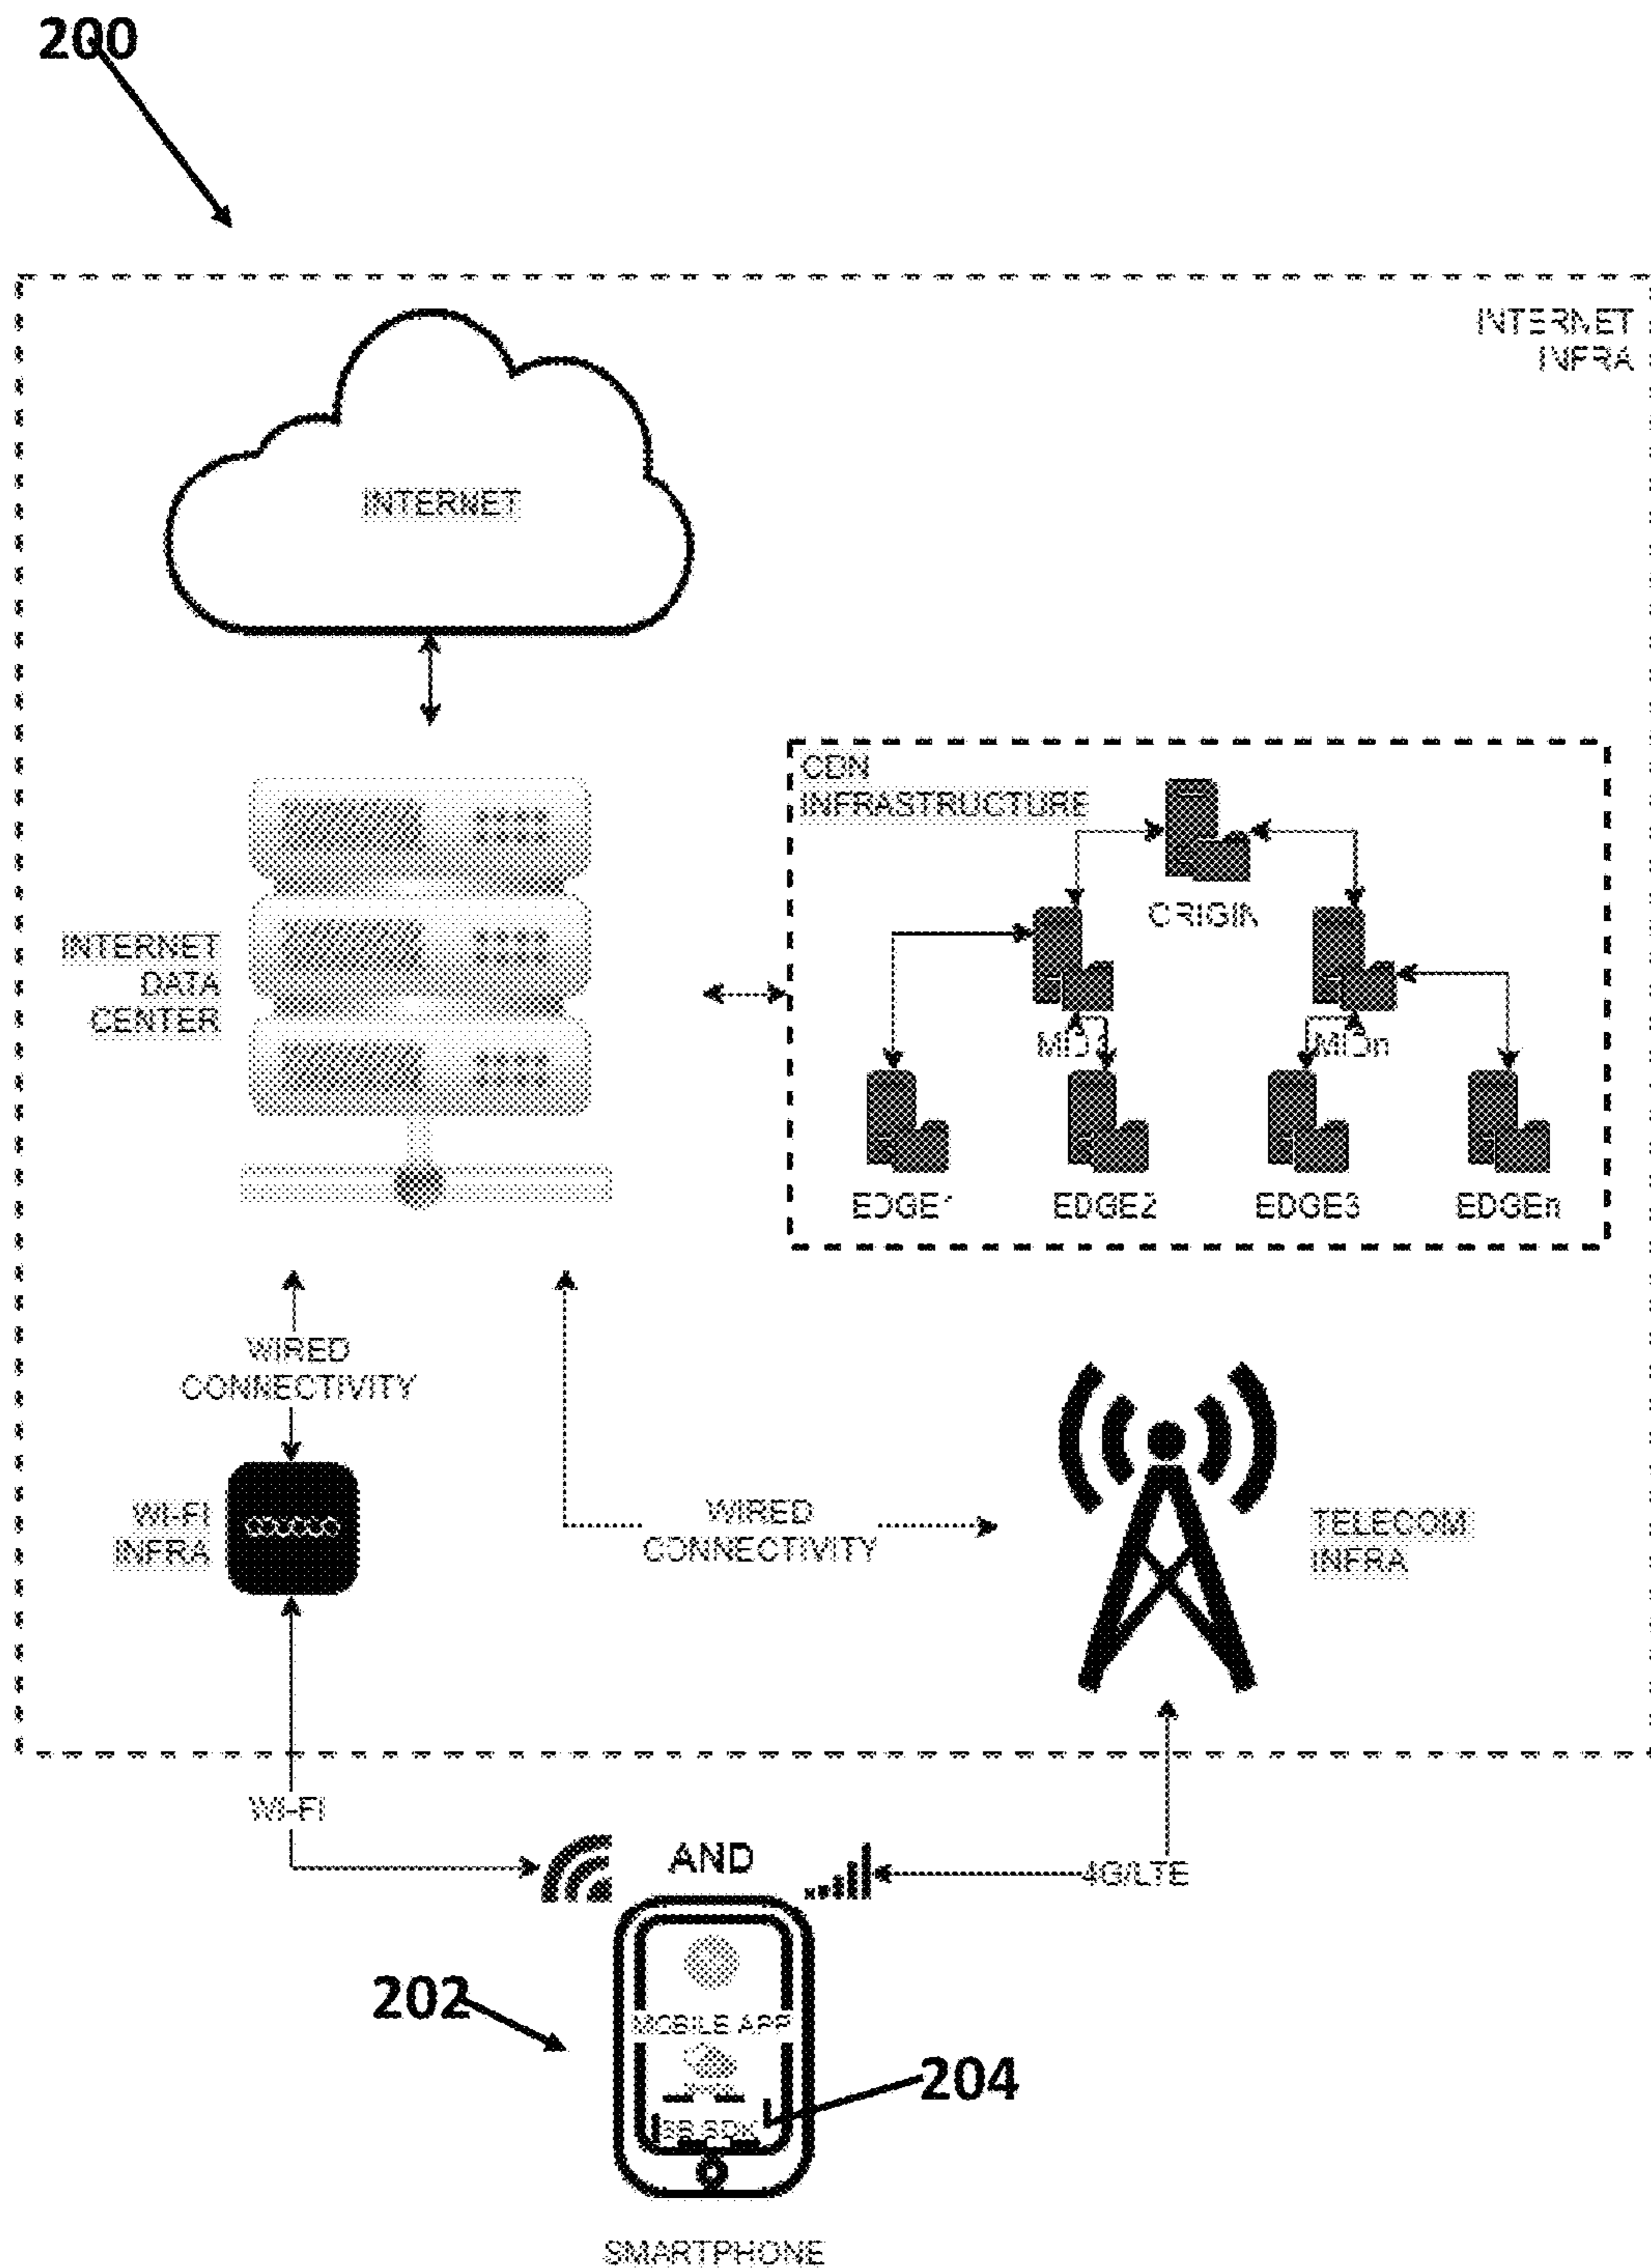 200
INTERNET
INFRA
INTERNET
CDN
INFRASTRUCTURE
ORIGIN
INTERNET
DATA
CENTER
MIDn
EDGE1
EDGE2
EDGE3
EDGEn
WIRED
CONNECTIVITY
WI-FI
INFRA
WIRED
CONNECTIVITY
TELECOM
INFRA
WI-FI
AND
4G/LTE
202
MOBILE APP
204
SMARTPHONE